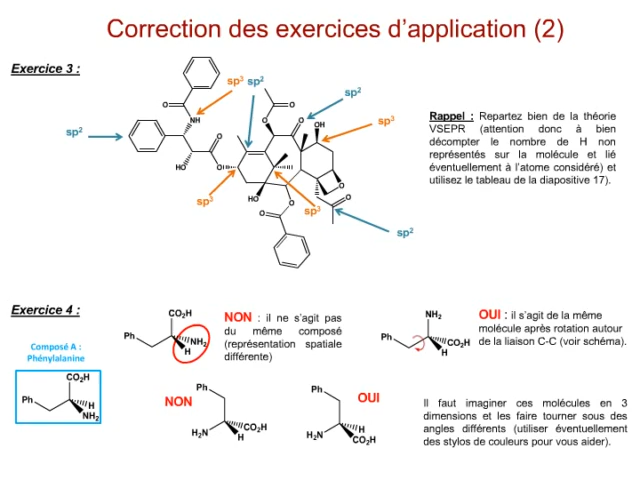 Correction des exercices d'application (2)
Exercice 3 :
sp3 sp2
sp2
sp3
sp2
sp3
sp3
sp2
O
NH
O
O
O
O
OH
HO
O
O
HO
O
O
O
O
Rappel : Repartez bien de la théorie
VSEPR (attention donc à bien
décompter le nombre de H non
représentés sur la molécule et lié
éventuellement à l'atome considéré) et
utilisez le tableau de la diapositive 17).
Exercice 4 :
Composé A :
Phénylalanine
CO2H
Ph
H
NH2
CO2H
Ph
NH2
H
NON : il ne s'agit pas
du même composé
(représentation spatiale
différente)
NH2
Ph
CO2H
H
OUI : il s'agit de la même
molécule après rotation autour
de la liaison C-C (voir schéma).
NON
Ph
H2N
CO2H
H
Ph
H2N
H
CO2H
OUI
Il faut imaginer ces molécules en 3
dimensions et les faire tourner sous des
angles différents (utiliser éventuellement
des stylos de couleurs pour vous aider).